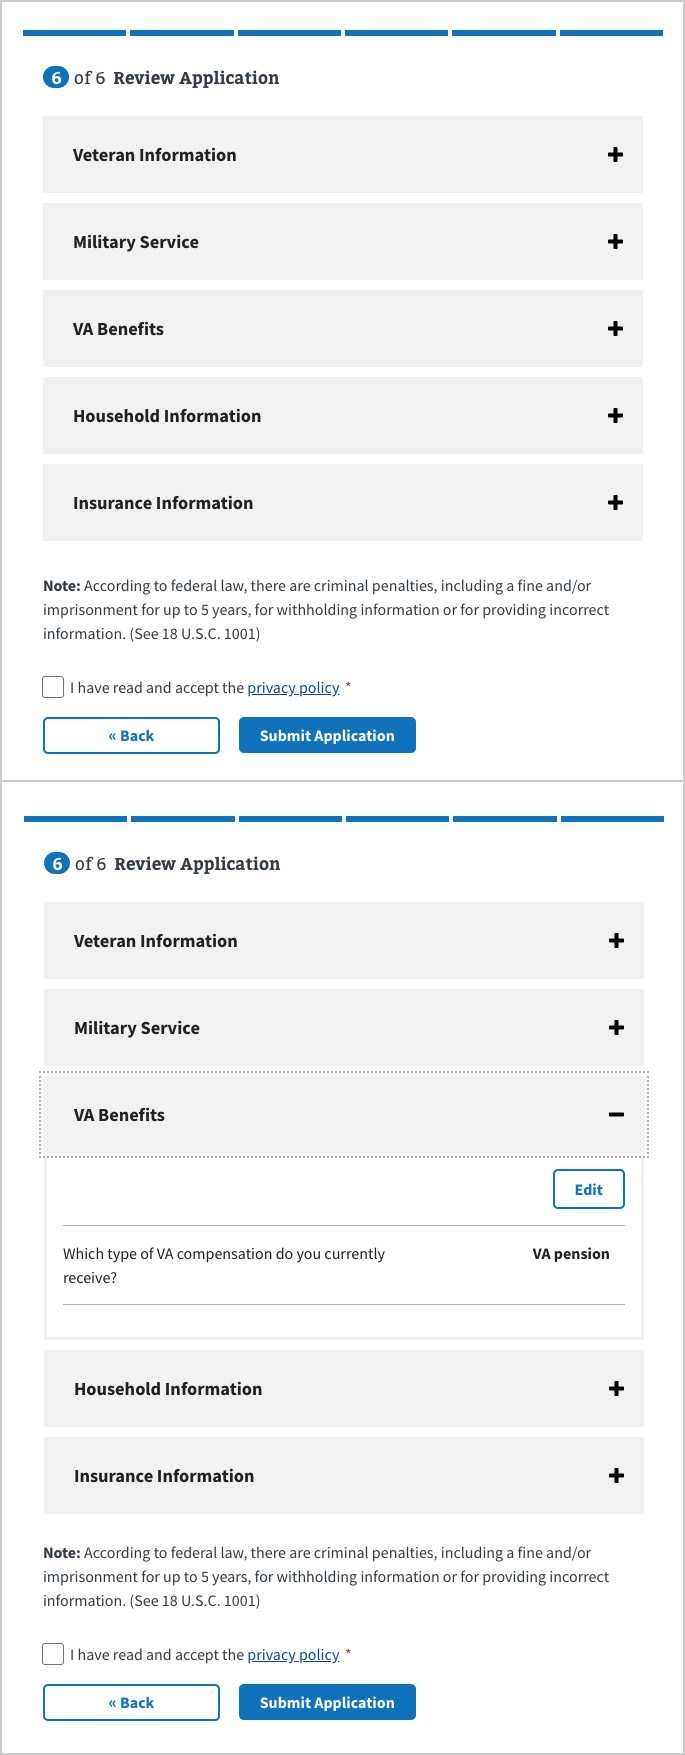 6 of 6 Review Application
Veteran Information
Military Service
VA Benefits
Household Information
Insurance Information
Note: According to federal law, there are criminal penalties, including a fine and/or
imprisonment for up to 5 years, for withholding information or for providing incorrect
information. (See 18 U.S.C. 1001)
I have read and accept the privacy policy *
« Back Submit Application
6 of 6 Review Application
Veteran Information
Military Service
VA Benefits
Edit
Which type of VA compensation do you currently VA pension
receive?
Household Information
Insurance Information
Note: According to federal law, there are criminal penalties, including a fine and/or
imprisonment for up to 5 years, for withholding information or for providing incorrect
information. (See 18 U.S.C. 1001)
I have read and accept the privacy policy *
« Back Submit Application